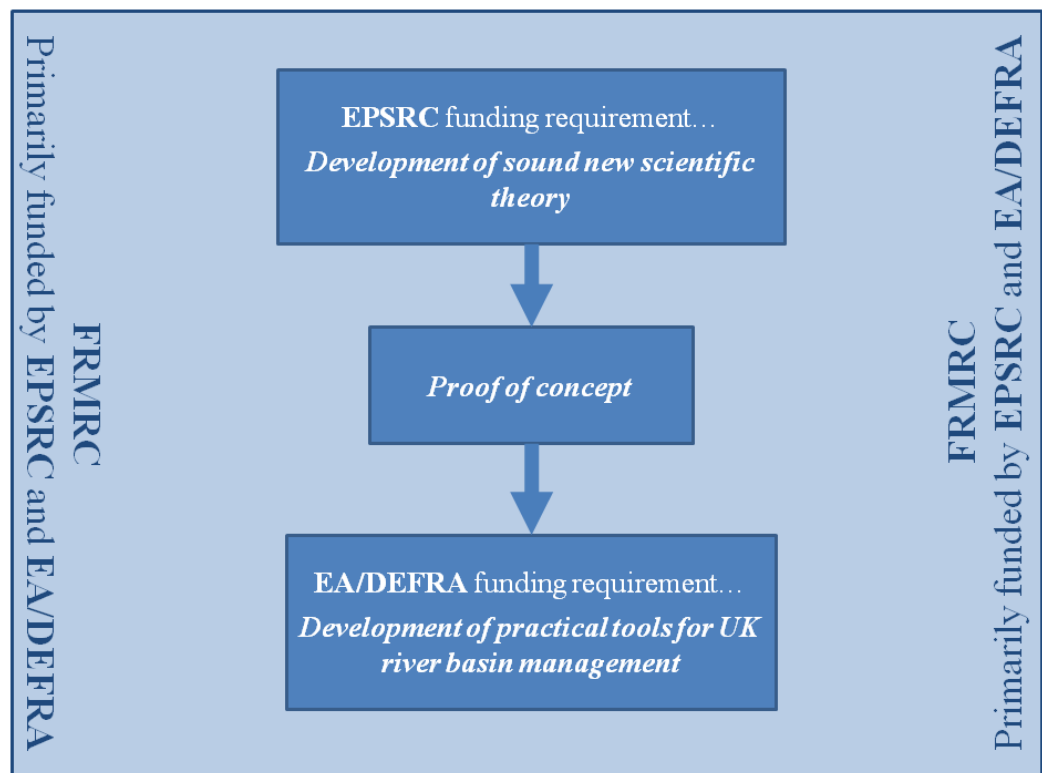 Primarily funded by EPSRC and EA/DEFRA
FRMRC
EPSRC funding requirement…
Development of sound new scientific
theory
Proof of concept
EA/DEFRA funding requirement…
Development of practical tools for UK
river basin management
FRMRC
Primarily funded by EPSRC and EA/DEFRA